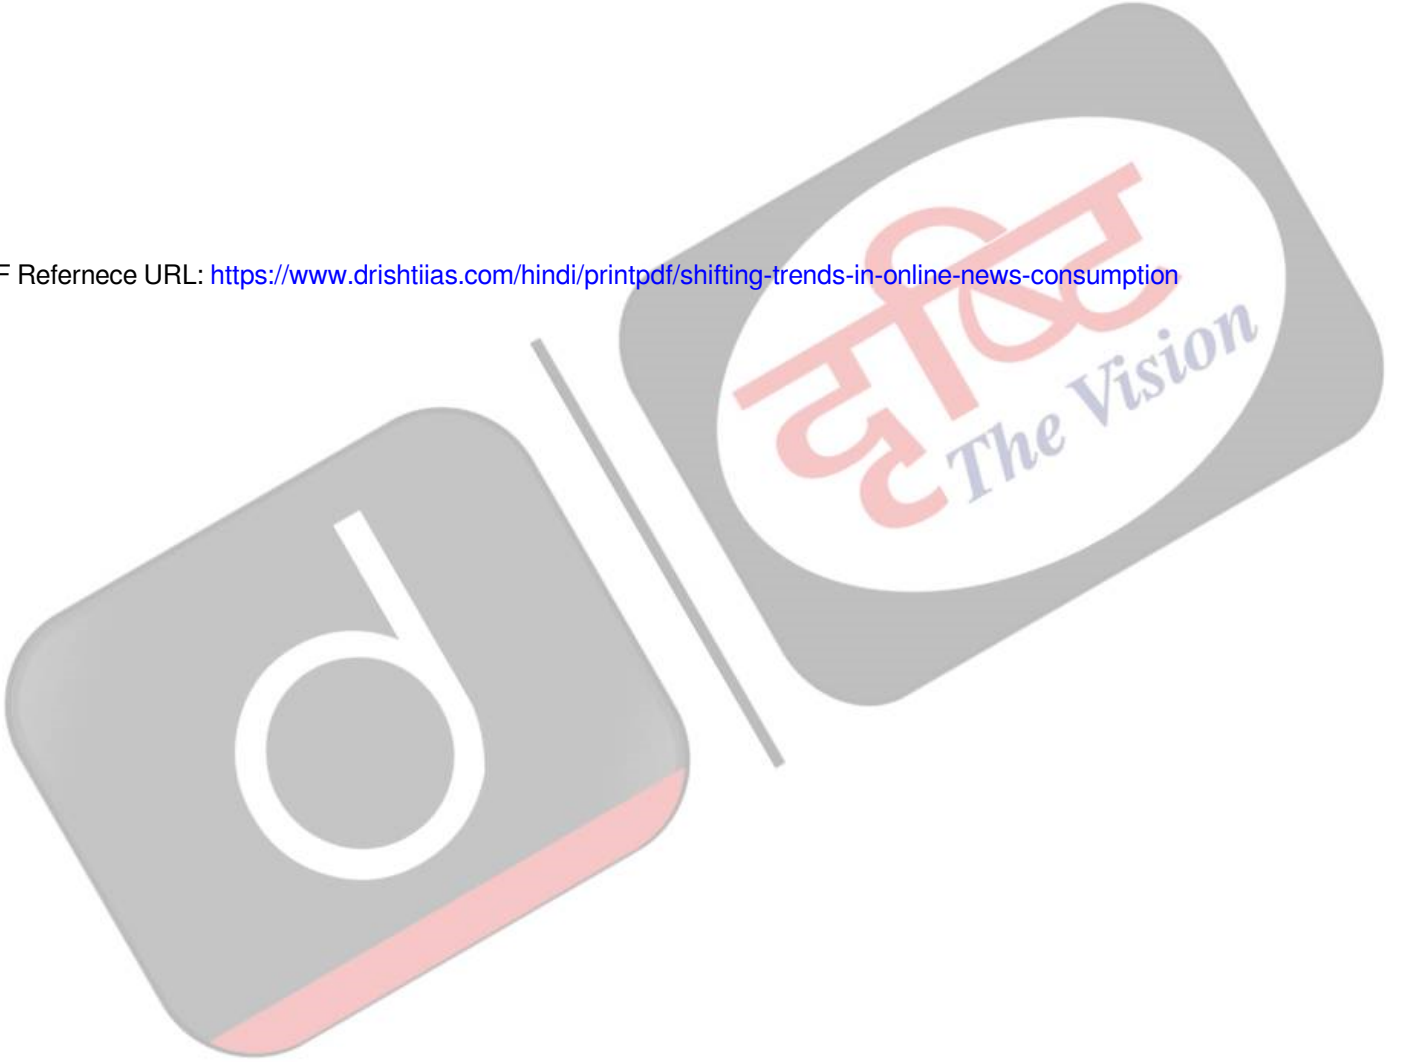 F Refernece URL: https://www.drishtiias.com/hindi/printpdf/shifting-trends-in-online-news-consumption
दृष्टि
The Vision
d